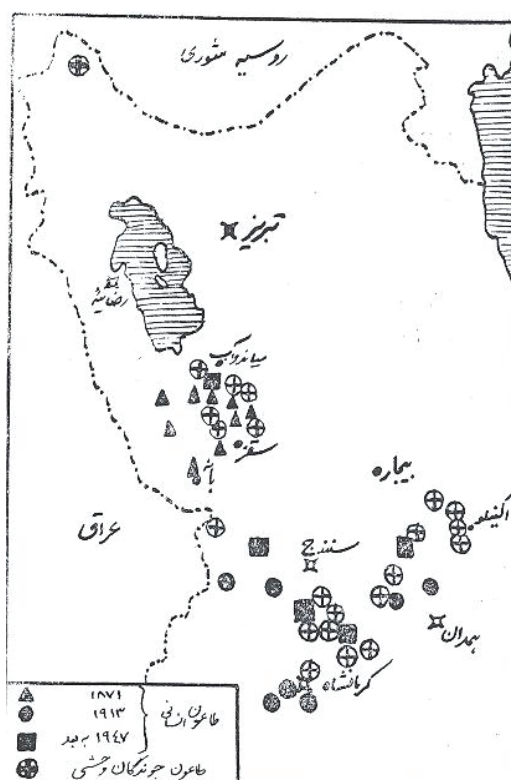 روسیه شوروی
تبریز
رضائیه
میاندوآب
سقز
بانه
بیجار
عراق
سنندج
همدان
کرمانشاه
۱۸۷۱
۱۹۱۳
۱۹۴۷ به بعد
طاعون انسانی
طاعون جوندگان وحشی